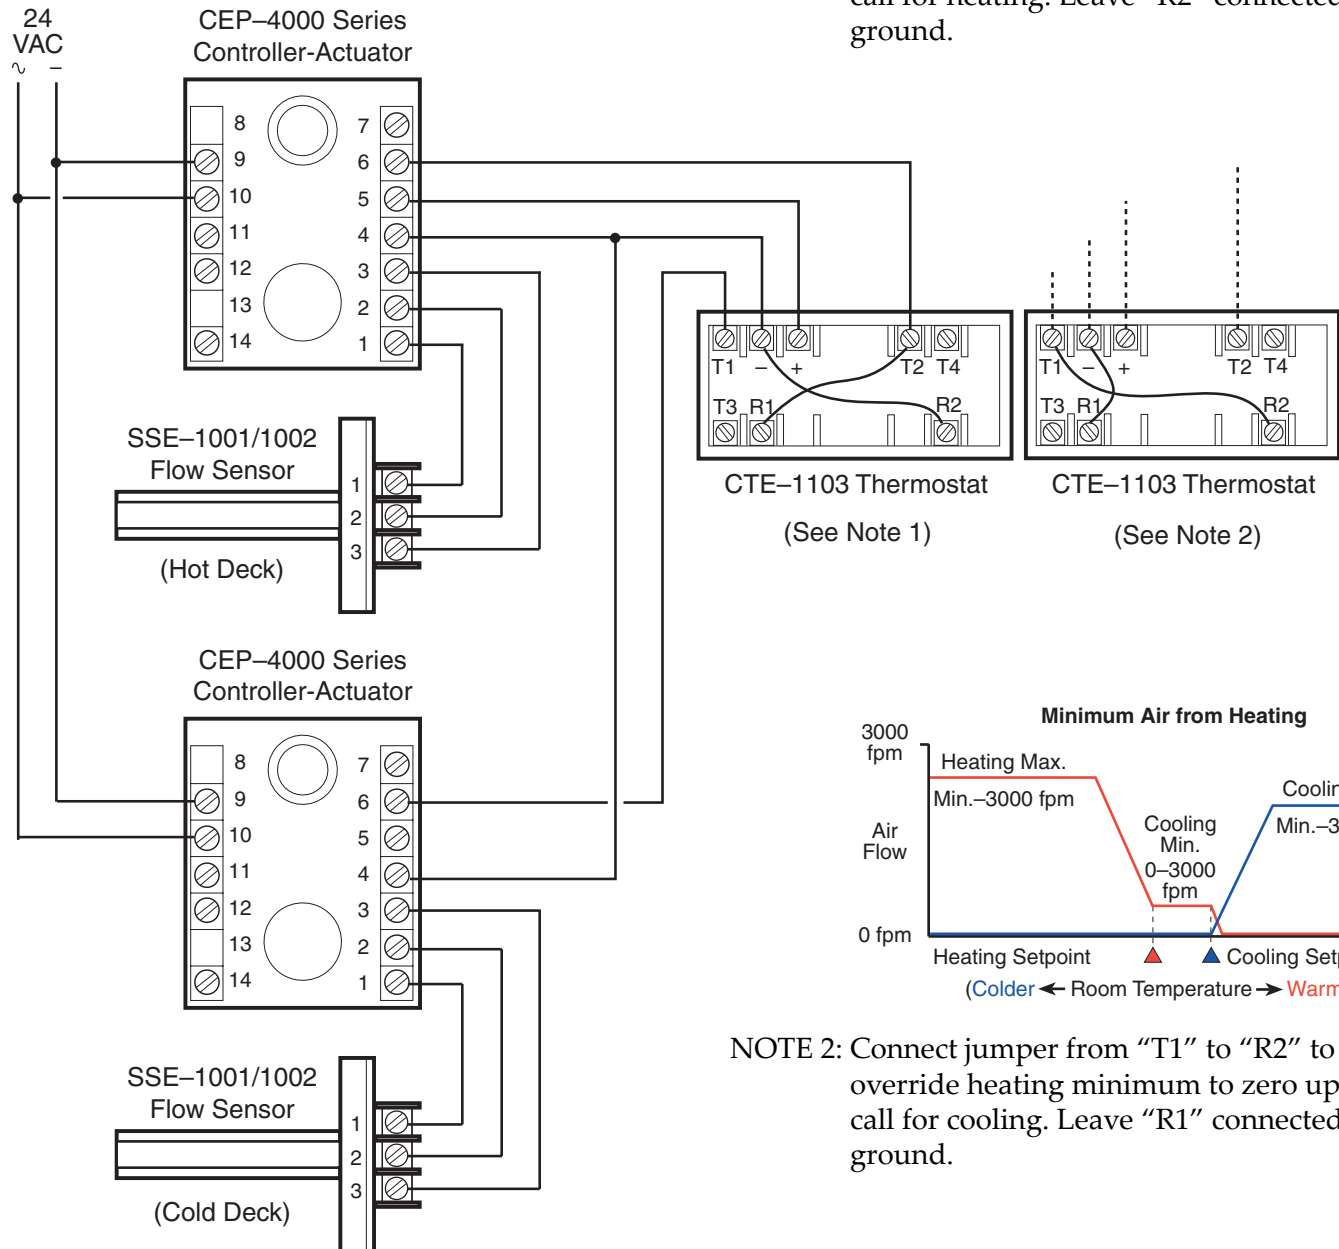 call for heating. Leave “R2” connected
ground.
24
VAC
∿ –
CEP–4000 Series
Controller-Actuator
8
9
10
11
12
13
14
7
6
5
4
3
2
1
SSE–1001/1002
Flow Sensor
(Hot Deck)
1
2
3
T1 – + T2 T4
T3 R1 R2
CTE–1103 Thermostat
(See Note 1)
T1 – + T2 T4
T3 R1 R2
CTE–1103 Thermostat
(See Note 2)
CEP–4000 Series
Controller-Actuator
8
9
10
11
12
13
14
7
6
5
4
3
2
1
SSE–1001/1002
Flow Sensor
(Cold Deck)
1
2
3
Minimum Air from Heating
3000
fpm
Heating Max.
Min.–3000 fpm
Air
Flow
Cooling
Min.
0–3000
fpm
Min.–3
0 fpm
Heating Setpoint
Cooling
(Colder Room Temperature
NOTE 2: Connect jumper from “T1” to “R2” to
override heating minimum to zero up
call for cooling. Leave “R1” connected
ground.